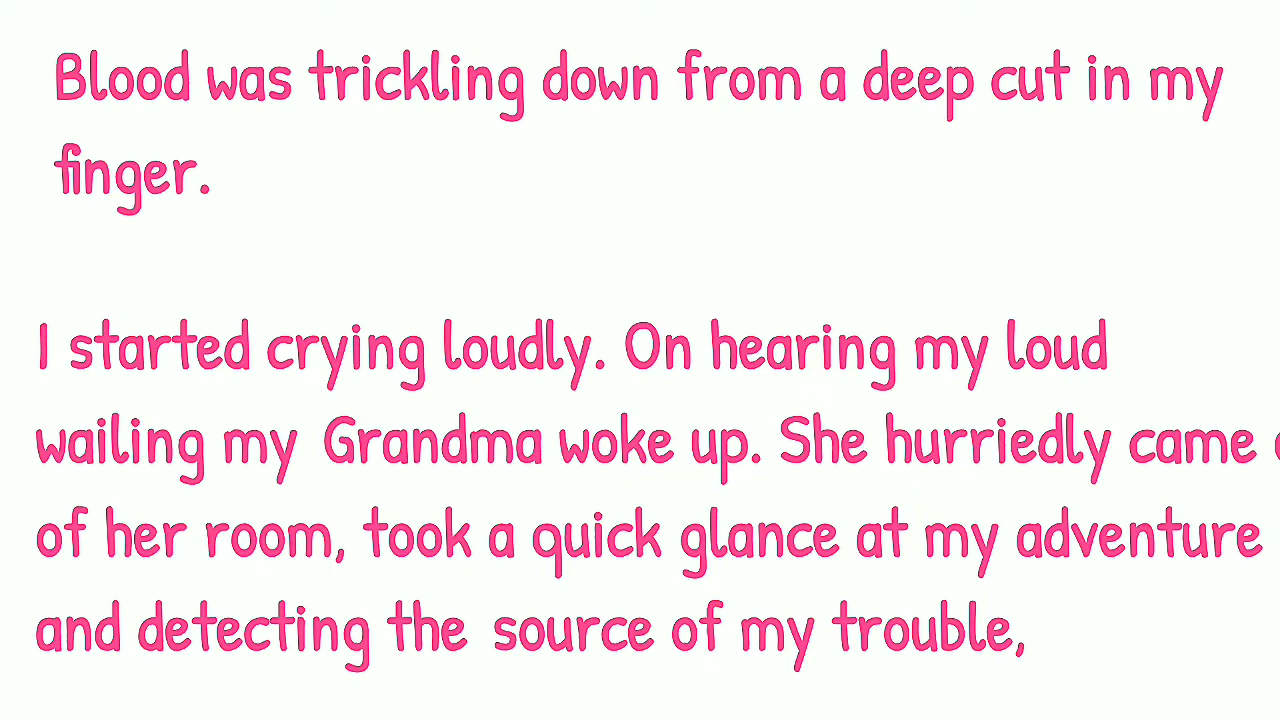 Blood was trickling down from a deep cut in my
finger.
I started crying loudly. On hearing my loud
wailing my Grandma woke up. She hurriedly came
of her room, took a quick glance at my adventure
and detecting the source of my trouble,